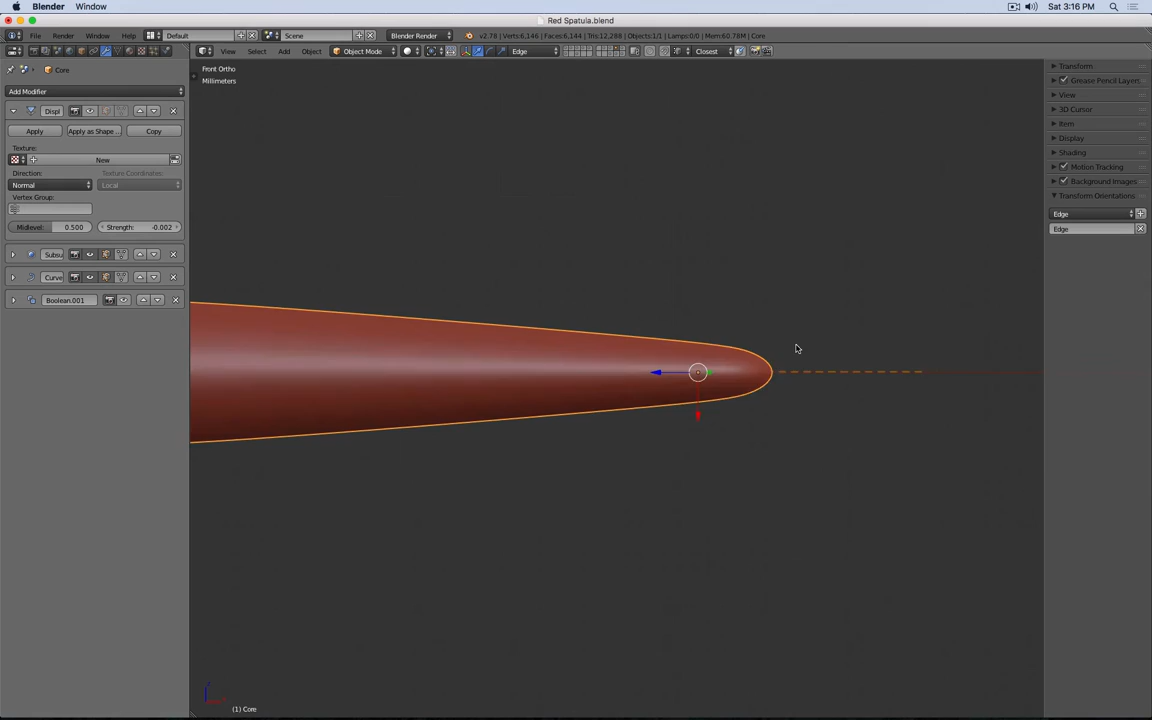 Blender Window Sat 3:16 PM
Red Spatula.blend
File Render Window Help Default Scene Blender Render v2.78 | Verts:6,146 | Faces:6,144 | Tris:12,288 | Objects:1/1 | Lamps:0/0 | Mem:60.78M | Core
View Select Add Object Object Mode Edge Closest
Core
Add Modifier
Displ
Apply Apply as Shape ... Copy
Texture:
New
Direction: Texture Coordinates:
Normal Local
Vertex Group:
Midlevel: 0.500 Strength: -0.002
Subsu
Curve
Boolean.001
Front Ortho
Millimeters
(1) Core
Transform
Grease Pencil Layers
View
3D Cursor
Item
Display
Shading
Motion Tracking
Background Images
Transform Orientations
Edge
Edge